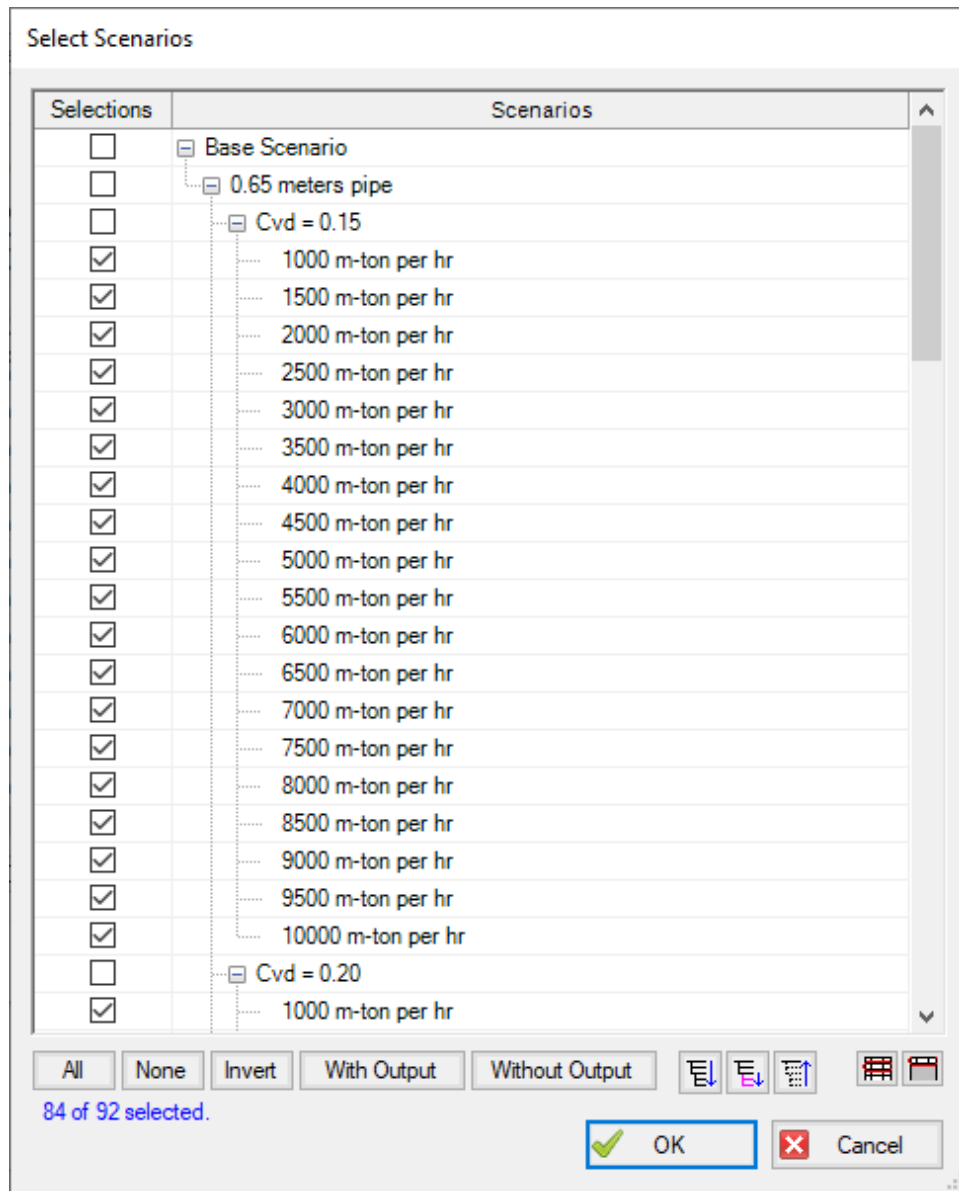 Select Scenarios
Selections Scenarios
Base Scenario
0.65 meters pipe
Cvd = 0.15
1000 m-ton per hr
1500 m-ton per hr
2000 m-ton per hr
2500 m-ton per hr
3000 m-ton per hr
3500 m-ton per hr
4000 m-ton per hr
4500 m-ton per hr
5000 m-ton per hr
5500 m-ton per hr
6000 m-ton per hr
6500 m-ton per hr
7000 m-ton per hr
7500 m-ton per hr
8000 m-ton per hr
8500 m-ton per hr
9000 m-ton per hr
9500 m-ton per hr
10000 m-ton per hr
Cvd = 0.20
1000 m-ton per hr
All None Invert With Output Without Output
84 of 92 selected.
OK Cancel